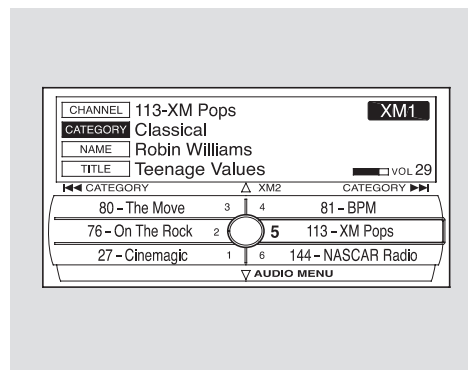 CHANNEL 113-XM Pops XM1
CATEGORY Classical
NAME Robin Williams
TITLE Teenage Values VOL 29
⏮ CATEGORY △ XM2 CATEGORY ⏭
80 – The Move 3 4 81 – BPM
76 – On The Rock 2 5 113 – XM Pops
27 – Cinemagic 1 6 144 – NASCAR Radio
▽ AUDIO MENU